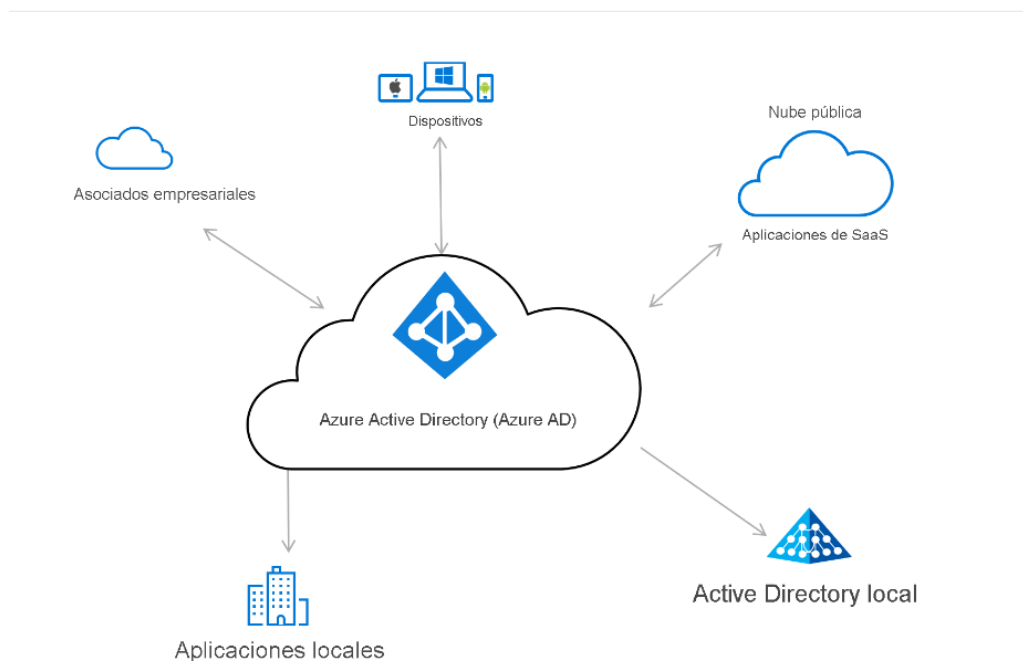 Dispositivos
Nube pública
Asociados empresariales
Aplicaciones de SaaS
Azure Active Directory (Azure AD)
Active Directory local
Aplicaciones locales